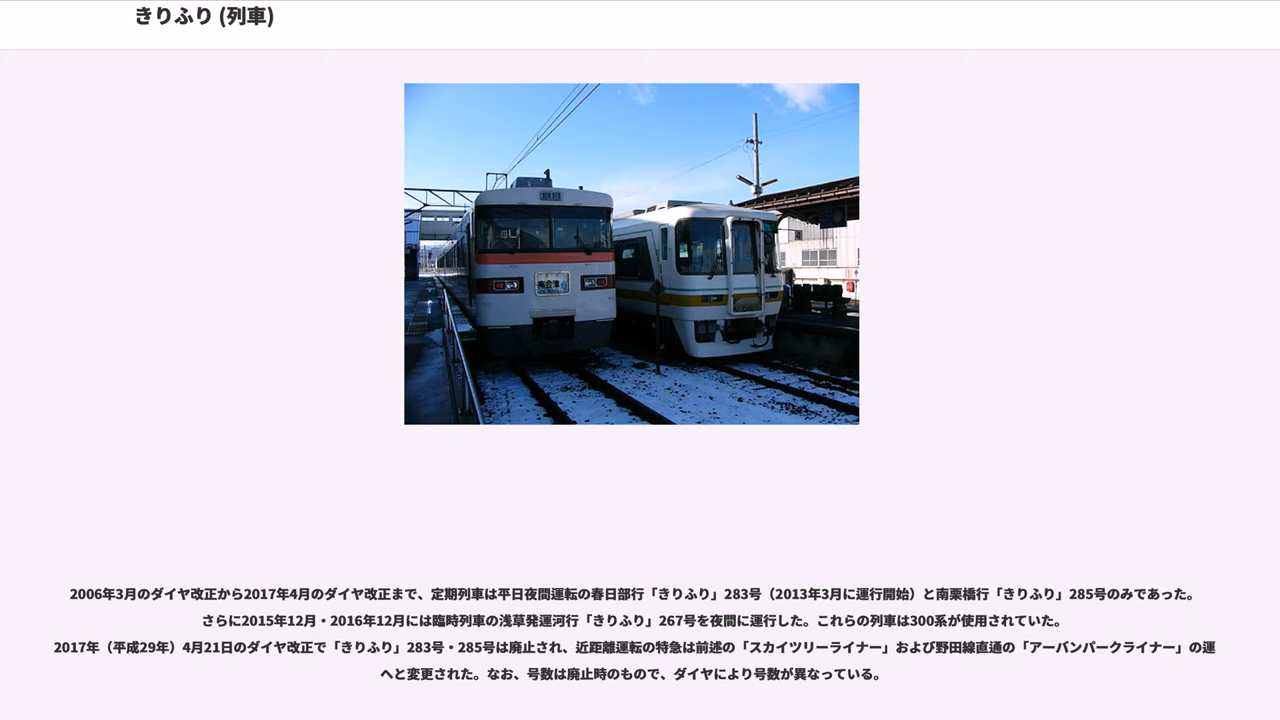 きりふり (列車)
2006年3月のダイヤ改正から2017年4月のダイヤ改正まで、定期列車は平日夜間運転の春日部行「きりふり」283号（2013年3月に運行開始）と南栗橋行「きりふり」285号のみであった。
さらに2015年12月・2016年12月には臨時列車の浅草発運河行「きりふり」267号を夜間に運行した。これらの列車は300系が使用されていた。
2017年（平成29年）4月21日のダイヤ改正で「きりふり」283号・285号は廃止され、近距離運転の特急は前述の「スカイツリーライナー」および野田線直通の「アーバンパークライナー」の運
へと変更された。なお、号数は廃止時のもので、ダイヤにより号数が異なっている。